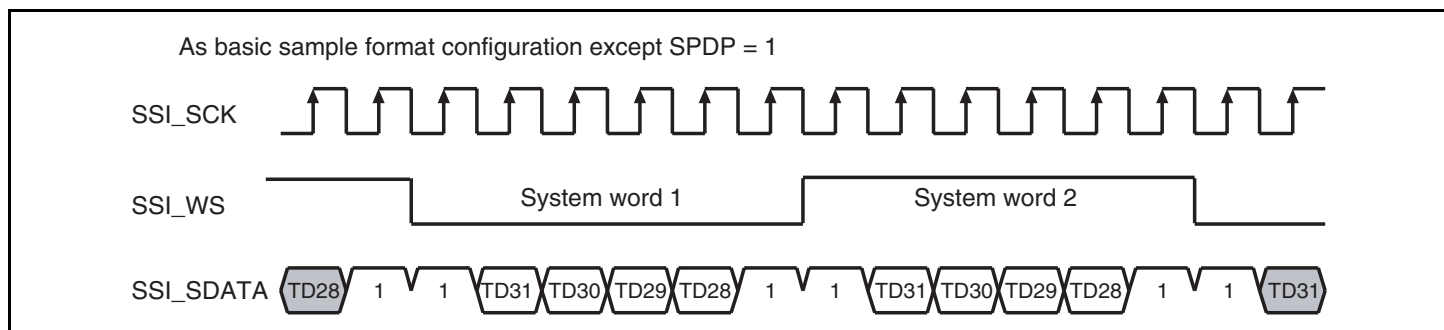 As basic sample format configuration except SPDP = 1
SSI_SCK
SSI_WS System word 1 System word 2
SSI_SDATA TD28 1 1 TD31 TD30 TD29 TD28 1 1 TD31 TD30 TD29 TD28 1 1 TD31